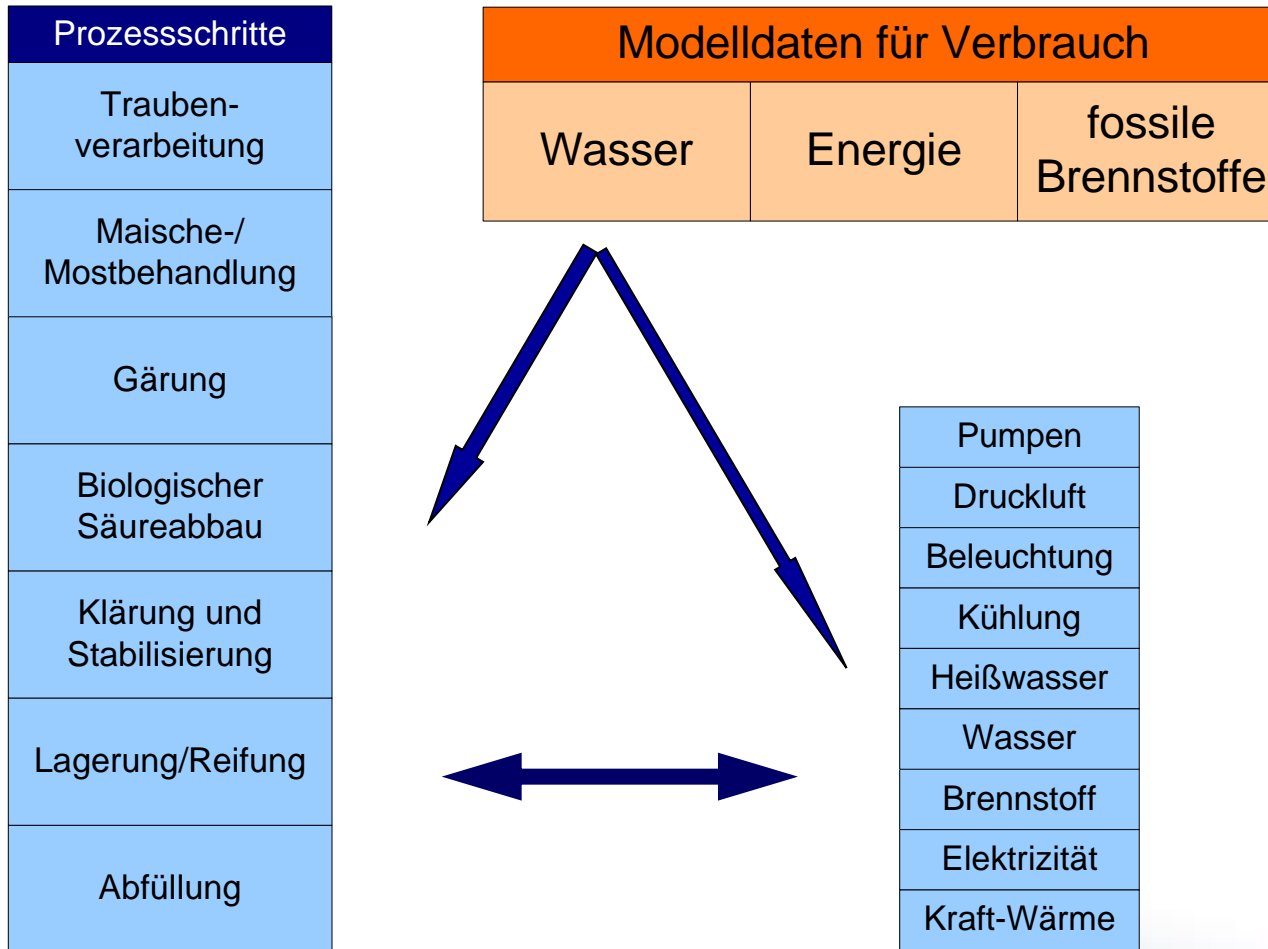 Prozessschritte
Trauben-
verarbeitung
Maische-/
Mostbehandlung
Gärung
Biologischer
Säureabbau
Klärung und
Stabilisierung
Lagerung/Reifung
Abfüllung
Modelldaten für Verbrauch
Wasser
Energie
fossile
Brennstoffe
Pumpen
Druckluft
Beleuchtung
Kühlung
Heißwasser
Wasser
Brennstoff
Elektrizität
Kraft-Wärme